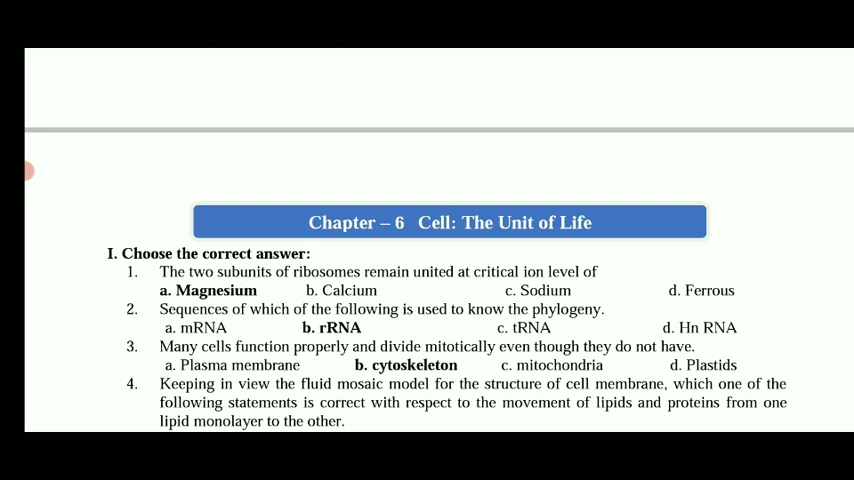 Chapter – 6 Cell: The Unit of Life
I. Choose the correct answer:
1. The two subunits of ribosomes remain united at critical ion level of
a. Magnesium b. Calcium c. Sodium d. Ferrous
2. Sequences of which of the following is used to know the phylogeny.
a. mRNA b. rRNA c. tRNA d. Hn RNA
3. Many cells function properly and divide mitotically even though they do not have.
a. Plasma membrane b. cytoskeleton c. mitochondria d. Plastids
4. Keeping in view the fluid mosaic model for the structure of cell membrane, which one of the
following statements is correct with respect to the movement of lipids and proteins from one
lipid monolayer to the other.